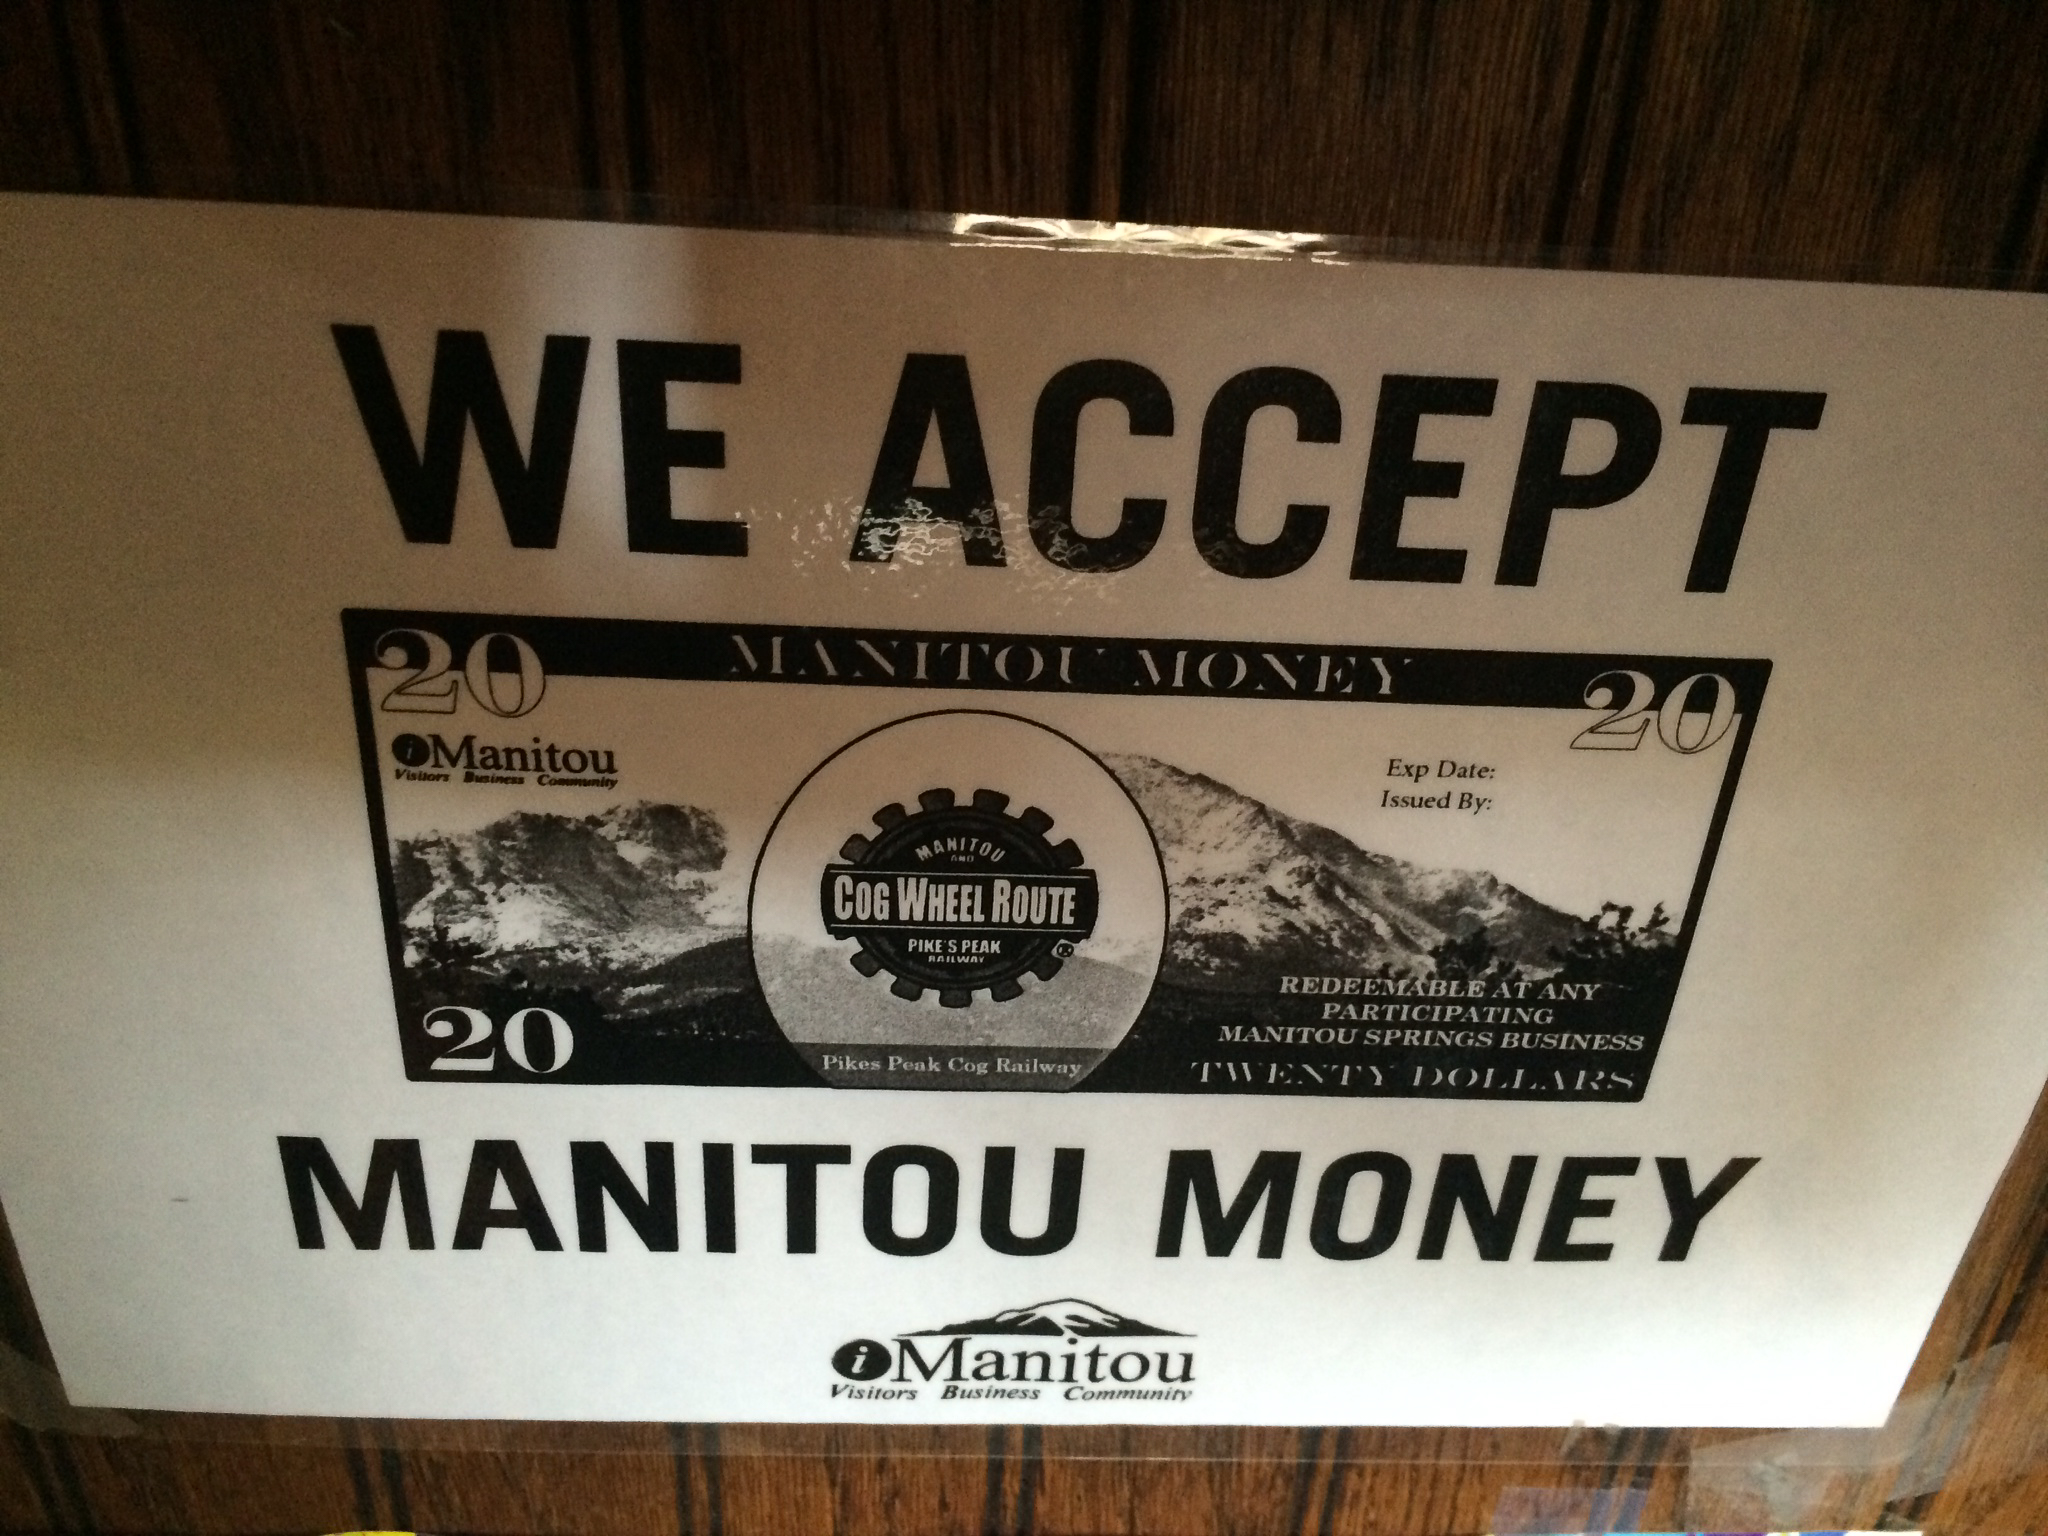 WE ACCEPT
20 MANITOU MONEY 20
iManitou
Visitors Business Community
Exp Date:
Issued By:
MANITOU
AND
COG WHEEL ROUTE
PIKE'S PEAK
RAILWAY
REDEEMABLE AT ANY
PARTICIPATING
MANITOU SPRINGS BUSINESS
20
Pikes Peak Cog Railway
TWENTY DOLLARS
MANITOU MONEY
iManitou
Visitors Business Community